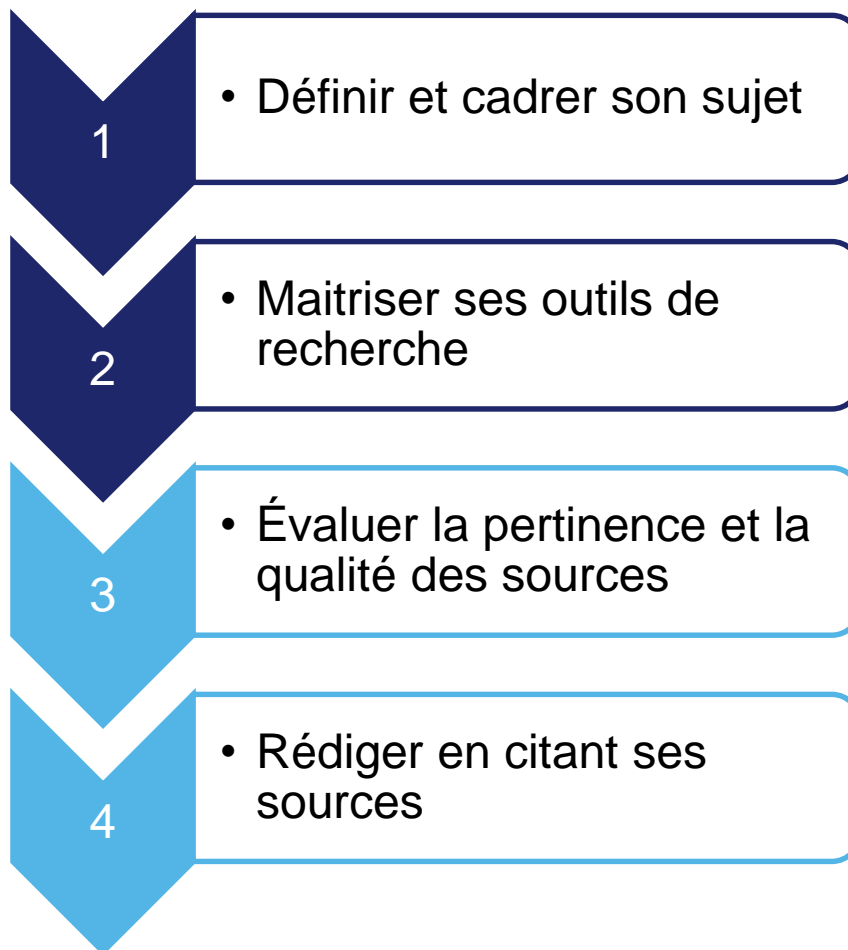 1
• Définir et cadrer son sujet
2
• Maitriser ses outils de
recherche
3
• Évaluer la pertinence et la
qualité des sources
4
• Rédiger en citant ses
sources